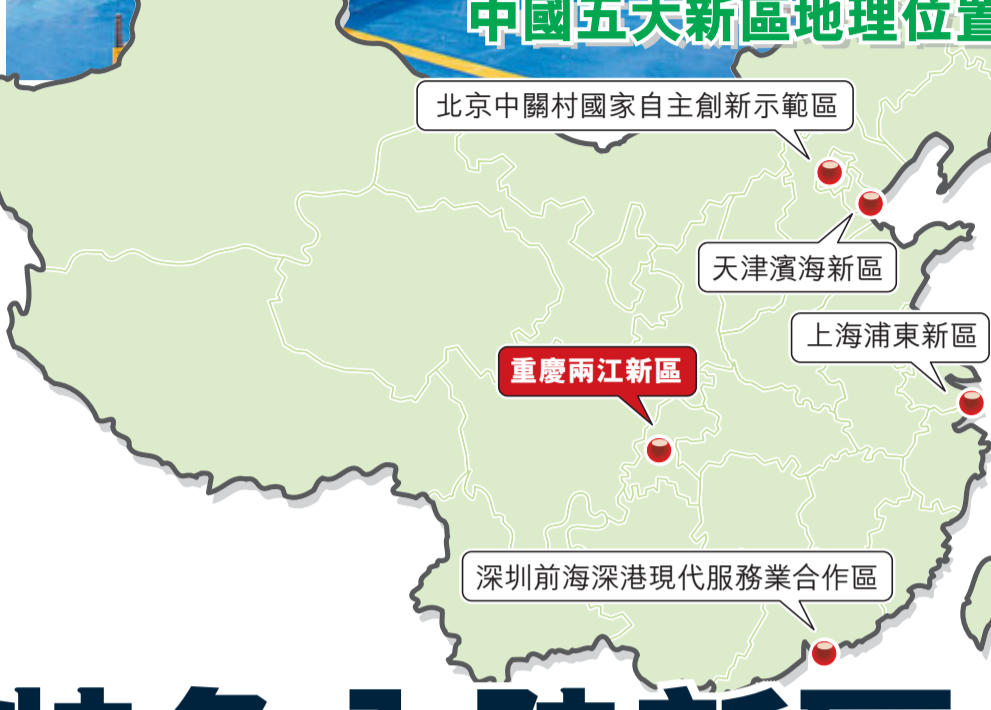 中國五大新區地理位置
北京中關村國家自主創新示範區
天津濱海新區
上海浦東新區
重慶兩江新區
深圳前海深港現代服務業合作區